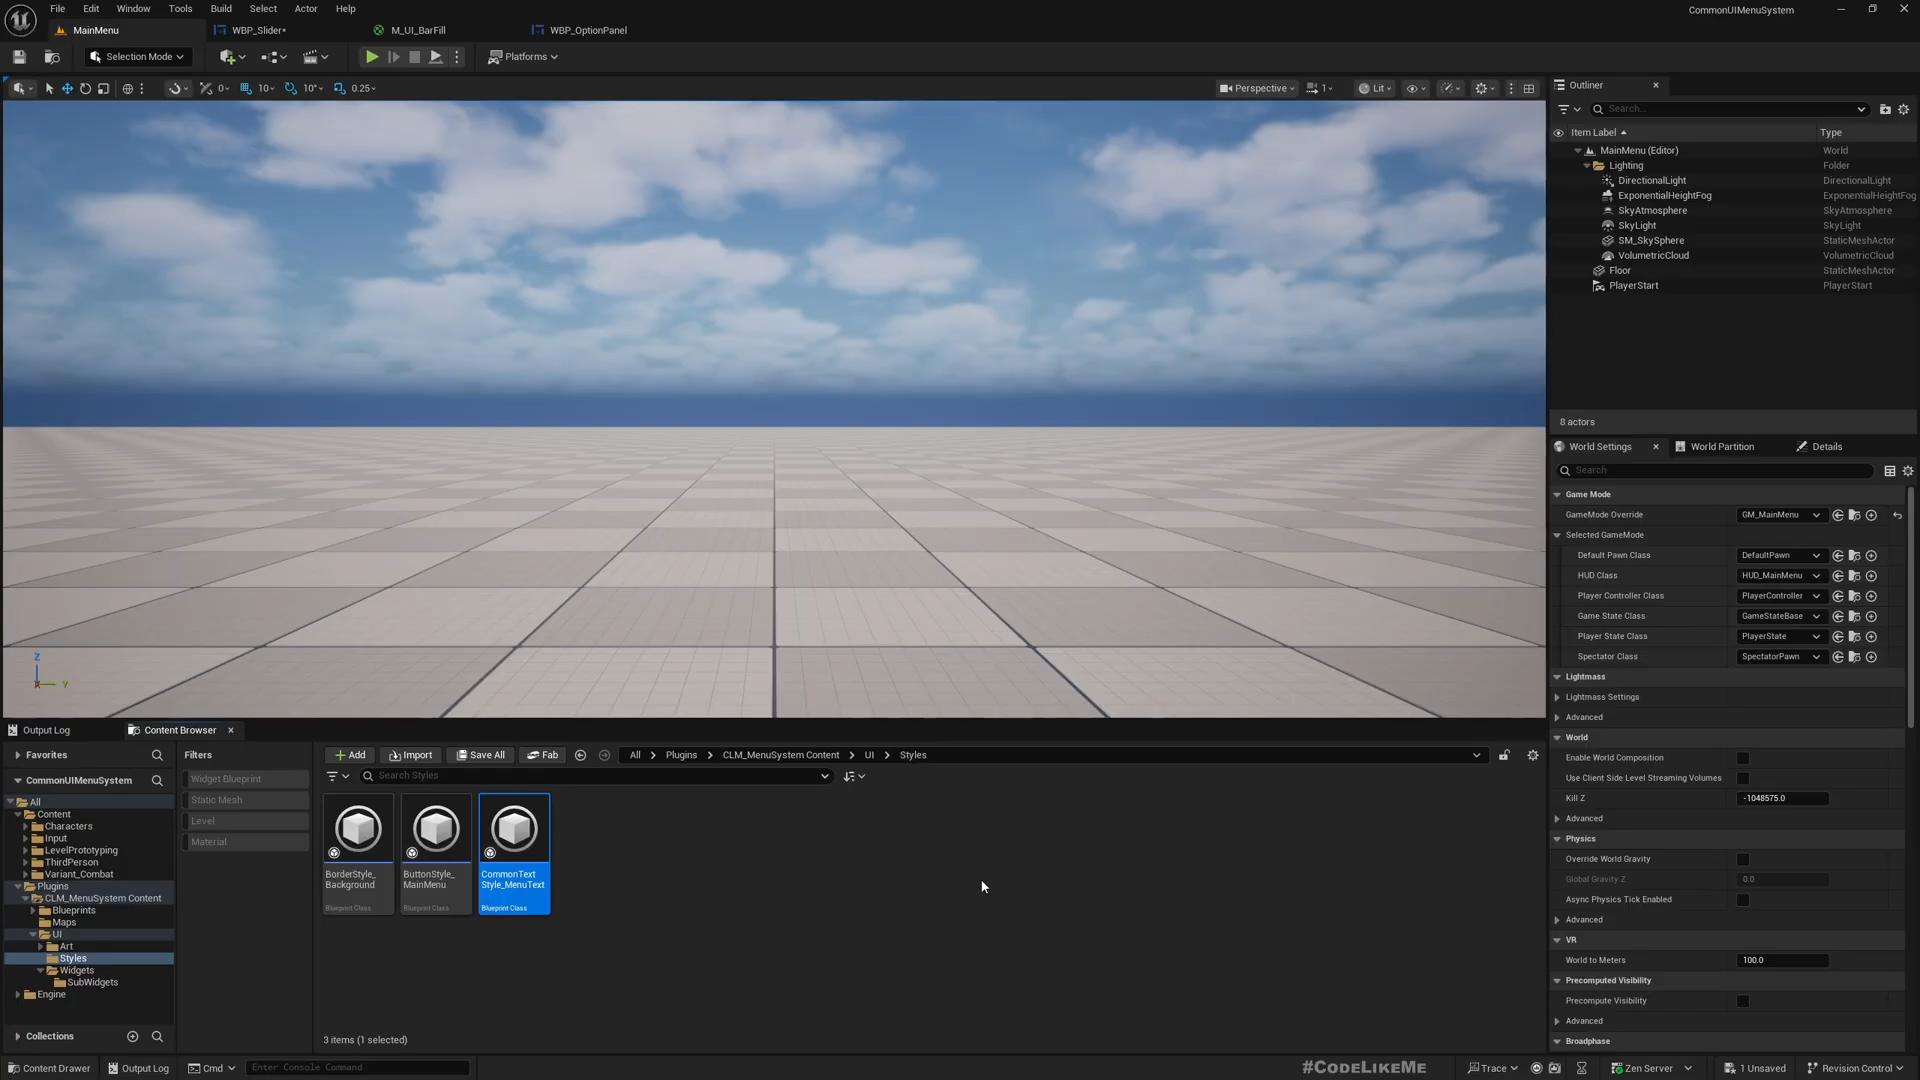 File Edit Window Tools Build Select Actor Help
CommonUIMenuSystem
MainMenu
WBP_Slider*
M_UI_BarFill
WBP_OptionPanel
Selection Mode
Platforms
0
10
10°
0.25
Perspective
1
Lit
Z
Y
Outliner
Search...
Item Label
Type
MainMenu (Editor) World
Lighting Folder
DirectionalLight DirectionalLight
ExponentialHeightFog ExponentialHeightFog
SkyAtmosphere SkyAtmosphere
SkyLight SkyLight
SM_SkySphere StaticMeshActor
VolumetricCloud VolumetricCloud
Floor StaticMeshActor
PlayerStart PlayerStart
8 actors
World Settings
World Partition
Details
Search
Game Mode
GameMode Override GM_MainMenu
Selected GameMode
Default Pawn Class DefaultPawn
HUD Class HUD_MainMenu
Player Controller Class PlayerController
Game State Class GameStateBase
Player State Class PlayerState
Spectator Class SpectatorPawn
Lightmass
Lightmass Settings
Advanced
World
Enable World Composition
Use Client Side Level Streaming Volumes
Kill Z -1048575.0
Advanced
Physics
Override World Gravity
Global Gravity Z 0.0
Async Physics Tick Enabled
Advanced
VR
World to Meters 100.0
Precomputed Visibility
Precompute Visibility
Advanced
Broadphase
Output Log
Content Browser
Favorites
CommonUIMenuSystem
All
Content
Characters
Input
LevelPrototyping
ThirdPerson
Variant_Combat
Plugins
CLM_MenuSystem Content
Blueprints
Maps
UI
Art
Styles
Widgets
SubWidgets
Engine
Collections
Filters
Widget Blueprint
Static Mesh
Level
Material
Add
Import
Save All
Fab
All > Plugins > CLM_MenuSystem Content > UI > Styles
Search Styles
BorderStyle_
Background
Blueprint Class
ButtonStyle_
MainMenu
Blueprint Class
CommonText
Style_MenuText
Blueprint Class
3 items (1 selected)
Content Drawer
Output Log
Cmd
Enter Console Command
#CODELIKEME
Trace
Zen Server
1 Unsaved
Revision Control